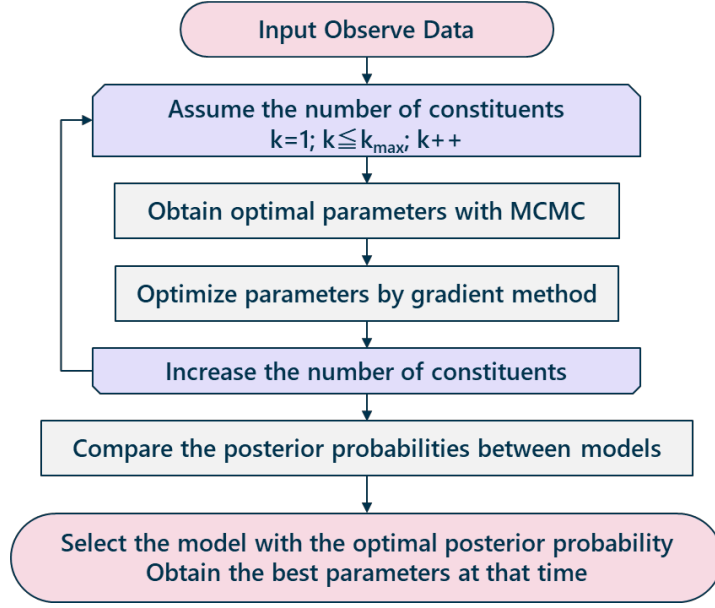 Input Observe Data
Assume the number of constituents
k=1; k≦kmax; k++
Obtain optimal parameters with MCMC
Optimize parameters by gradient method
Increase the number of constituents
Compare the posterior probabilities between models
Select the model with the optimal posterior probability
Obtain the best parameters at that time